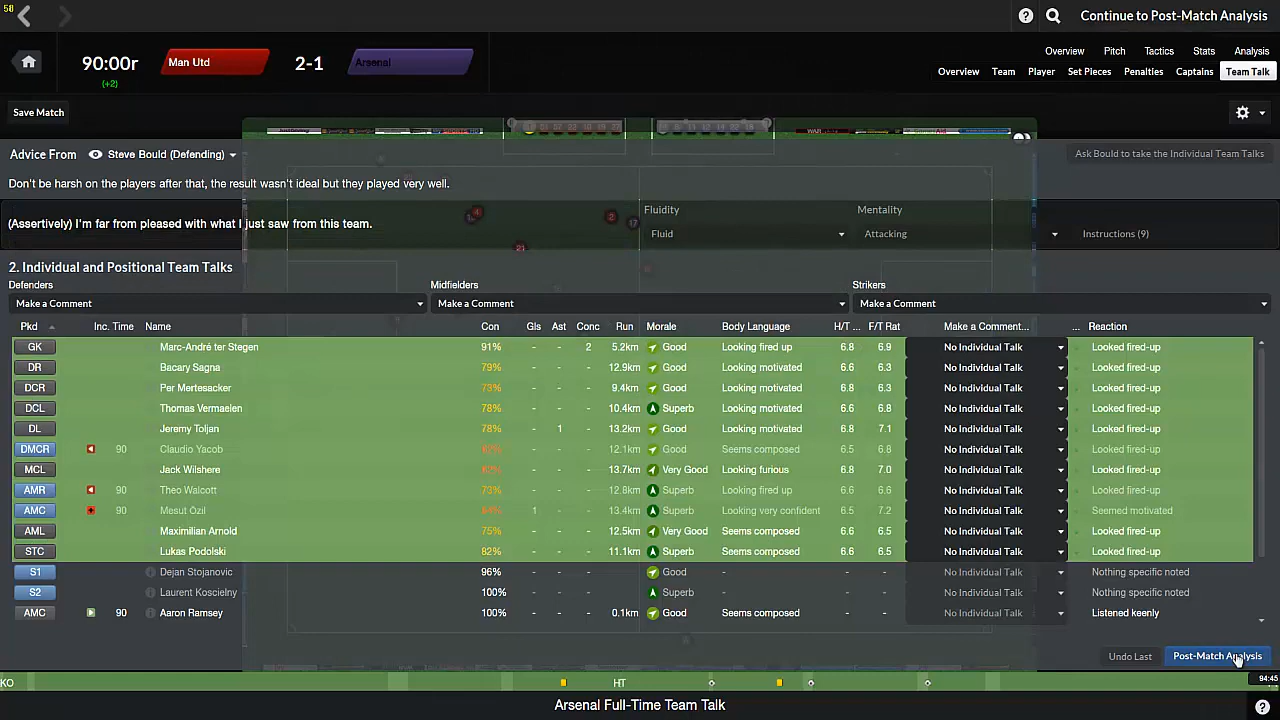 58
Continue to Post-Match Analysis
90:00r Man Utd 2-1 Arsenal
(+2)
Overview Pitch Tactics Stats Analysis
Overview Team Player Set Pieces Penalties Captains Team Talk
Save Match
Advice From Steve Bould (Defending) Ask Bould to take the Individual Team Talks
Don't be harsh on the players after that, the result wasn't ideal but they played very well.
Fluidity Mentality
(Assertively) I'm far from pleased with what I just saw from this team.
Fluid Attacking Instructions (9)
2. Individual and Positional Team Talks
Defenders Midfielders Strikers
Make a Comment Make a Comment Make a Comment
Pkd Inc. Time Name Con Gls Ast Conc Run Morale Body Language H/T ... F/T Rat Make a Comment... ... Reaction
GK Marc-André ter Stegen 91% - - 2 5.2km Good Looking fired up 6.8 6.9 No Individual Talk Looked fired-up
DR Bacary Sagna 79% - - - 12.9km Good Looking motivated 6.6 6.3 No Individual Talk Looked fired-up
DCR Per Mertesacker 73% - - - 9.4km Good Looking motivated 6.8 6.3 No Individual Talk Looked fired-up
DCL Thomas Vermaelen 78% - - - 10.4km Superb Looking motivated 6.6 6.8 No Individual Talk Looked fired-up
DL Jeremy Toljan 78% - 1 - 13.2km Good Looking motivated 6.8 7.1 No Individual Talk Looked fired-up
DMCR 90 Claudio Yacob - - - 12.1km Good Seems composed 6.5 6.8 No Individual Talk Looked fired-up
MCL Jack Wilshere - - - 13.7km Very Good Looking furious 6.8 7.0 No Individual Talk Looked fired-up
AMR 90 Theo Walcott 73% - - - 12.8km Superb Looking fired up 6.6 6.6 No Individual Talk Looked fired-up
AMC 90 Mesut Özil 1 - - 13.4km Superb Looking very confident 6.5 7.2 No Individual Talk Seemed motivated
AML Maximilian Arnold 75% - - - 12.5km Very Good Seems composed 6.6 6.5 No Individual Talk Looked fired-up
STC Lukas Podolski 82% - - - 11.1km Superb Seems composed 6.6 6.5 No Individual Talk Looked fired-up
S1 Dejan Stojanovic 96% - - - Good - - - No Individual Talk Nothing specific noted
S2 Laurent Koscielny 100% - - - Superb - - - No Individual Talk Nothing specific noted
AMC 90 Aaron Ramsey 100% - - - 0.1km Good Seems composed - - No Individual Talk Listened keenly
Undo Last Post-Match Analysis
KO HT 94:45
Arsenal Full-Time Team Talk